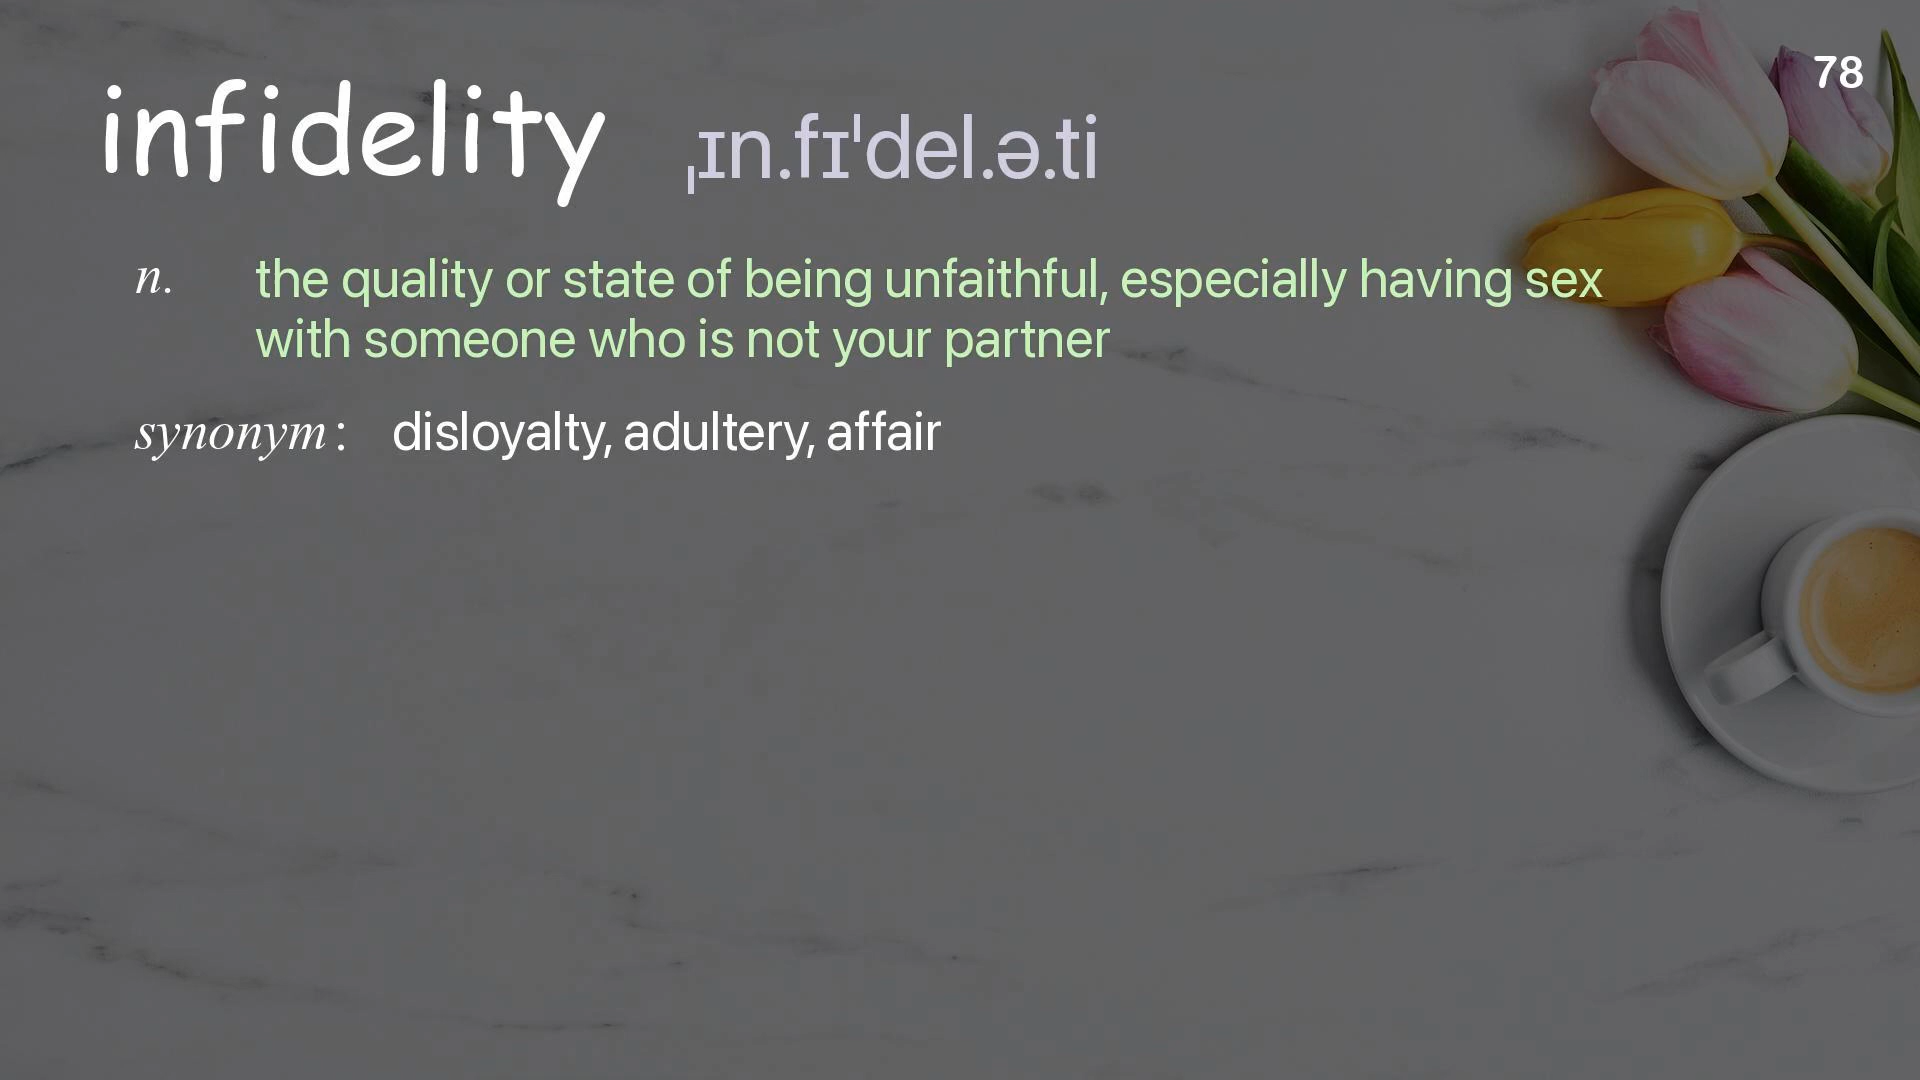 78
infidelity ˌɪn.fɪˈdel.ə.ti
n. the quality or state of being unfaithful, especially having sex
with someone who is not your partner
synonym: disloyalty, adultery, affair